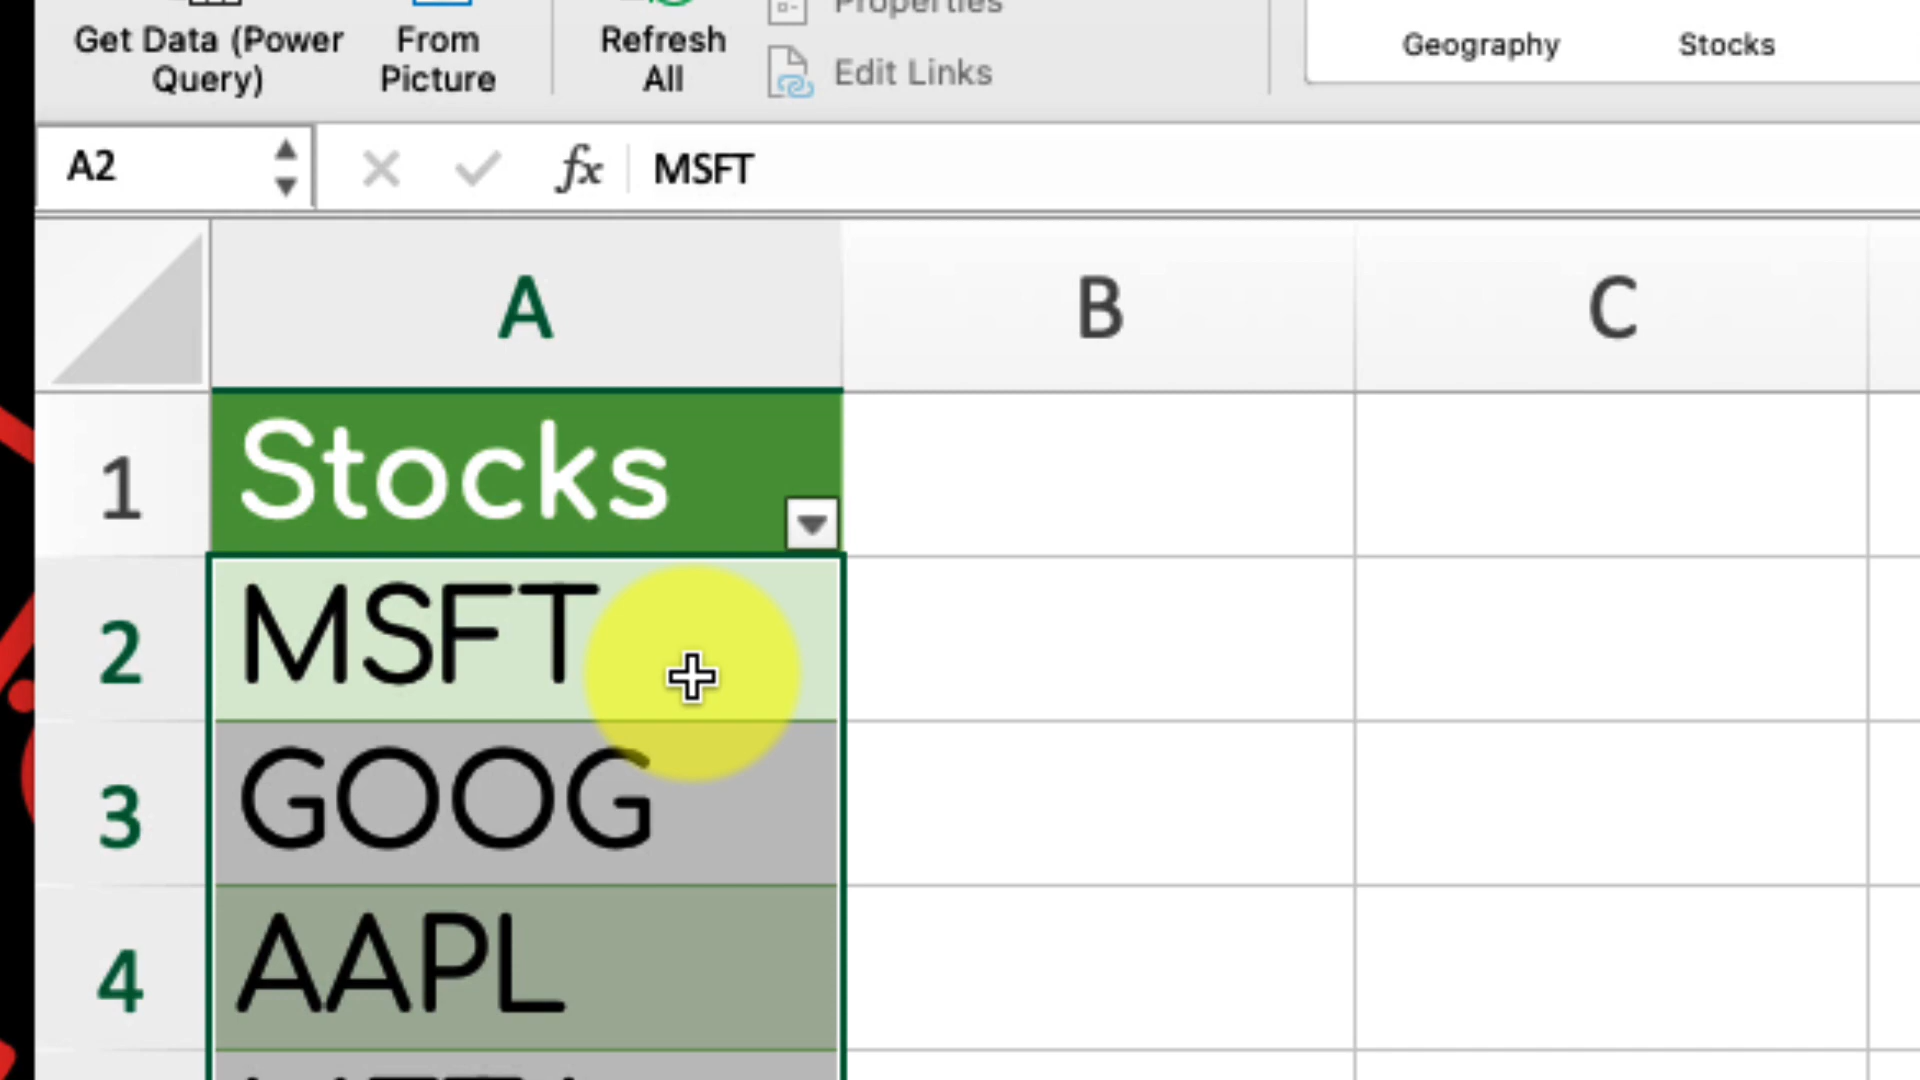 Get Data (Power Query)
From Picture
Refresh All
Properties
Edit Links
Geography
Stocks
A2
fx
MSFT
A
B
C
1
Stocks
2
MSFT
3
GOOG
4
AAPL